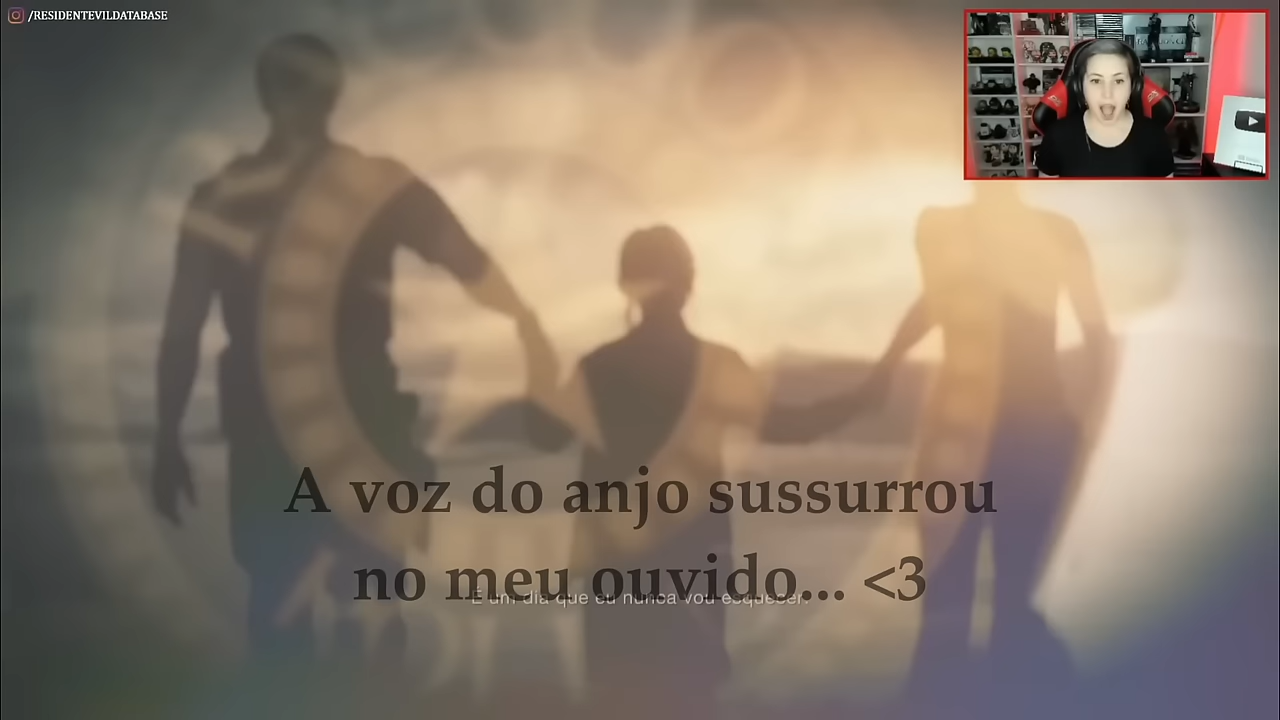 /RESIDENTEVILDATABASE
A voz do anjo sussurrou
no meu ouvido... <3
É um dia que eu nunca vou esquecer.